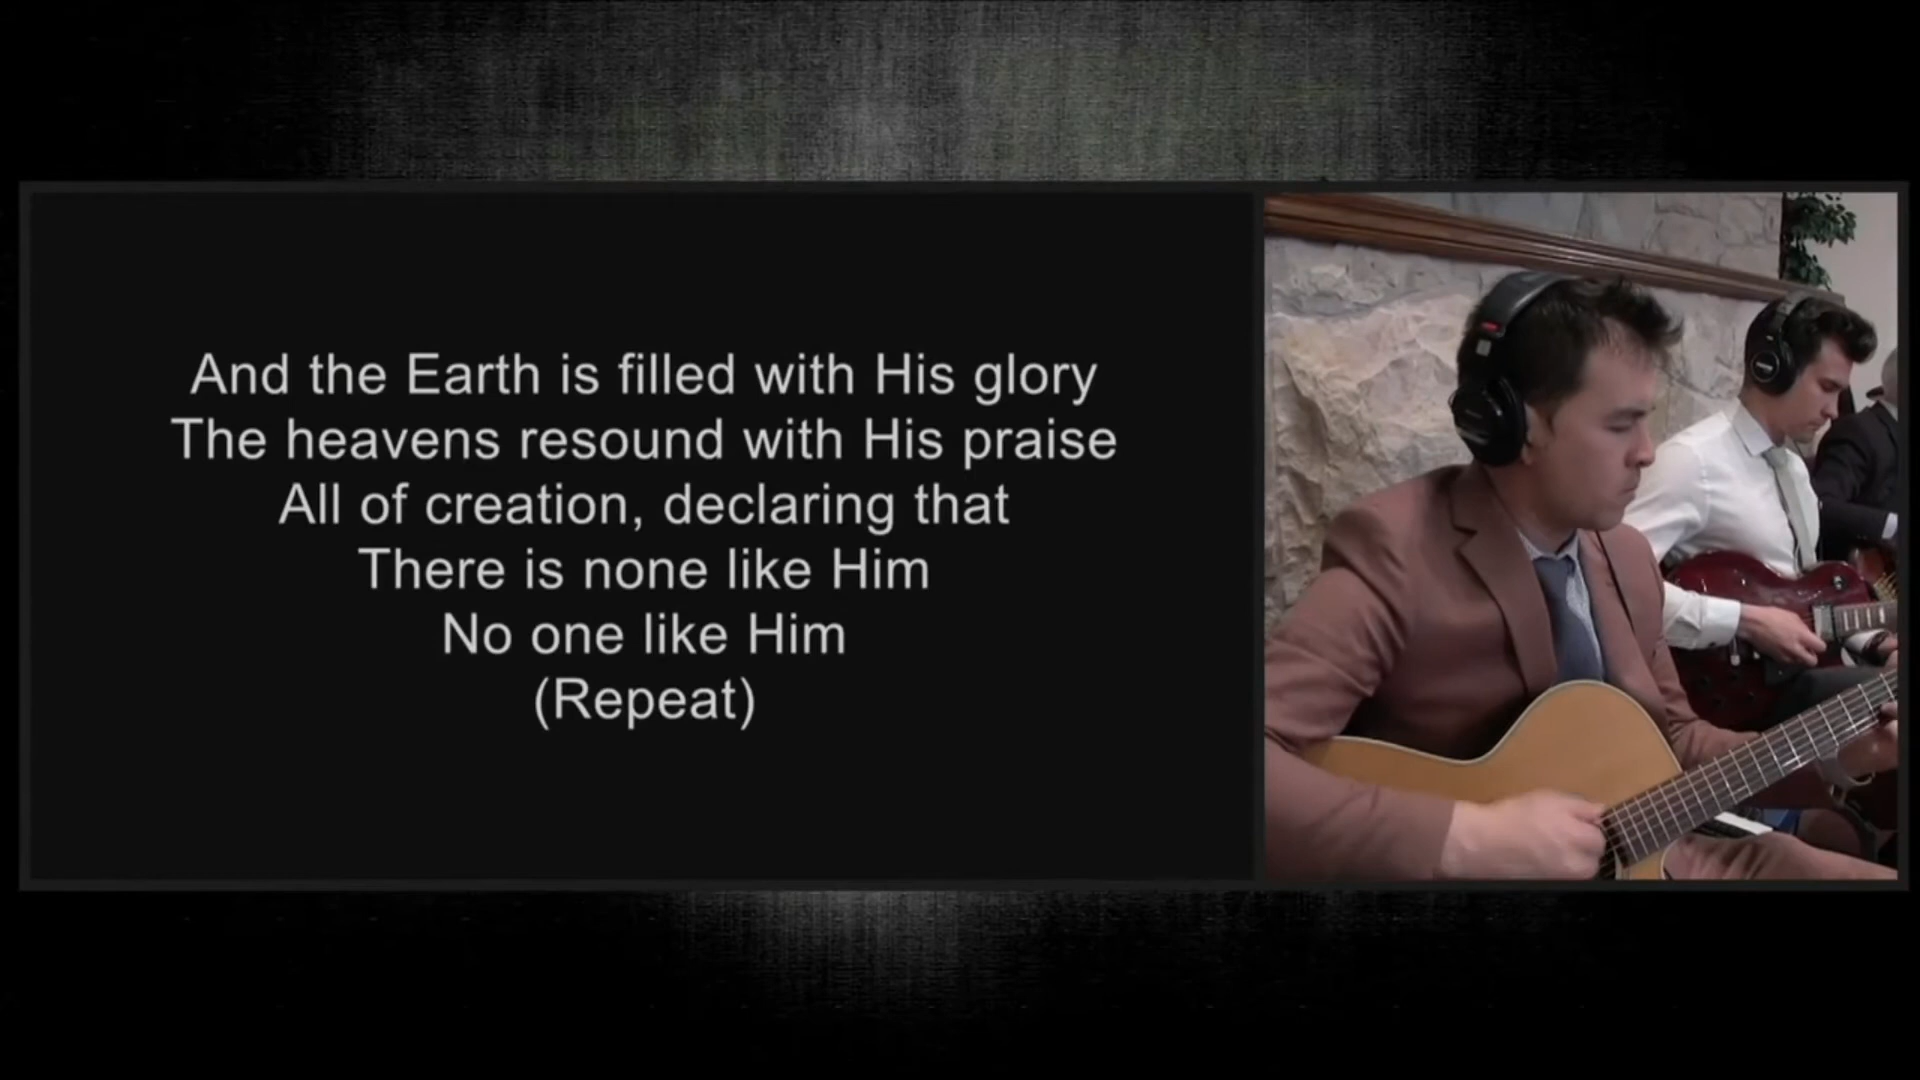 And the Earth is filled with His glory
The heavens resound with His praise
All of creation, declaring that
There is none like Him
No one like Him
(Repeat)